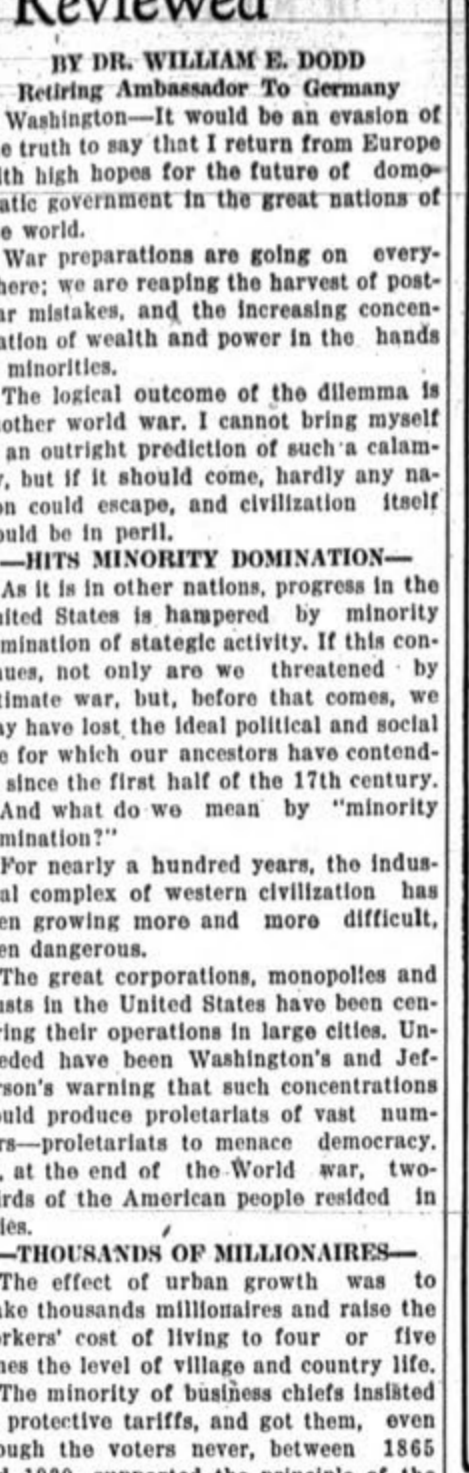 Reviewed
BY DR. WILLIAM E. DODD
Retiring Ambassador To Germany
Washington—It would be an evasion of
e truth to say that I return from Europe
ith high hopes for the future of domo-
atic government in the great nations of
e world.
War preparations are going on every-
here; we are reaping the harvest of post-
ar mistakes, and the increasing concen-
ation of wealth and power in the hands
minorities.
The logical outcome of the dilemma is
other world war. I cannot bring myself
an outright prediction of such a calam-
y, but if it should come, hardly any na-
on could escape, and civilization itself
ould be in peril.
—HITS MINORITY DOMINATION—
As it is in other nations, progress in the
nited States is hampered by minority
mination of stategic activity. If this con-
nues, not only are we threatened by
timate war, but, before that comes, we
ay have lost the ideal political and social
e for which our ancestors have contend-
since the first half of the 17th century.
And what do we mean by "minority
mination?"
For nearly a hundred years, the indus-
al complex of western civilization has
en growing more and more difficult,
en dangerous.
The great corporations, monopolies and
usts in the United States have been cen-
ring their operations in large cities. Un-
eded have been Washington's and Jef-
rson's warning that such concentrations
ould produce proletariats of vast num-
rs—proletariats to menace democracy.
, at the end of the World war, two-
irds of the American people resided in
ies.
—THOUSANDS OF MILLIONAIRES—
The effect of urban growth was to
ake thousands millionaires and raise the
orkers' cost of living to four or five
nes the level of village and country life.
The minority of business chiefs insisted
protective tariffs, and got them, even
ough the voters never, between 1865
supported the principle of the